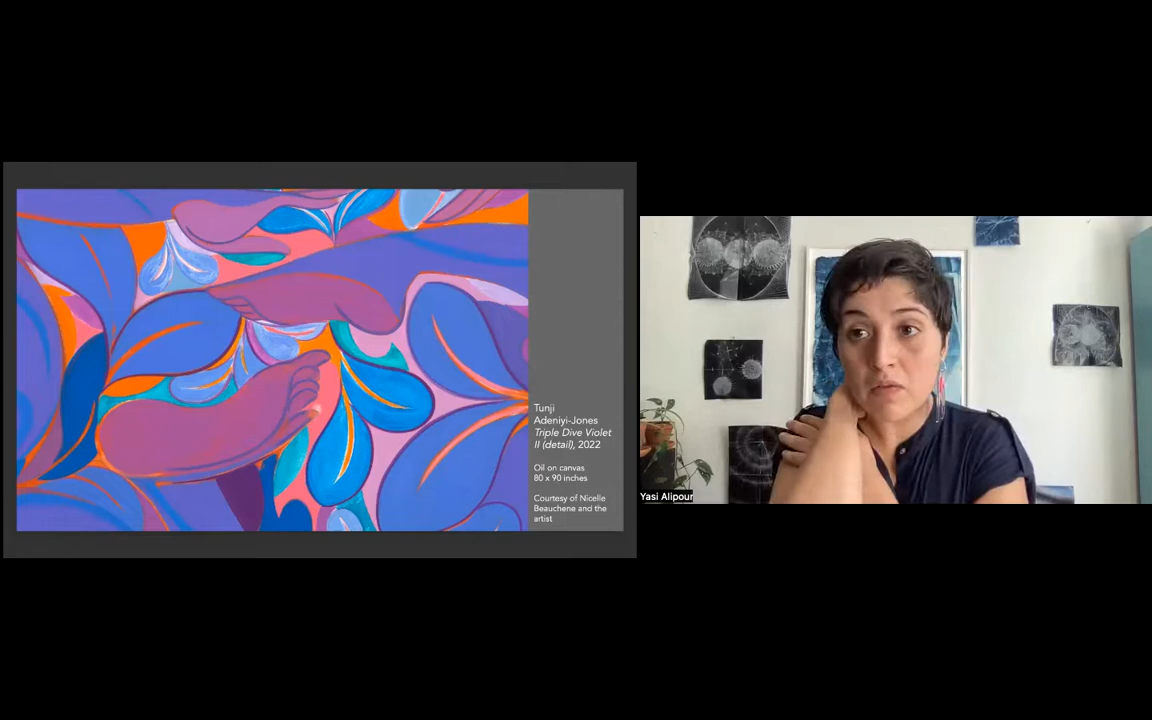 Tunji
Adeniyi-Jones
Triple Dive Violet
II (detail), 2022
Oil on canvas
80 x 90 inches
Courtesy of Nicelle
Beauchene and the
artist
Yasi Alipour